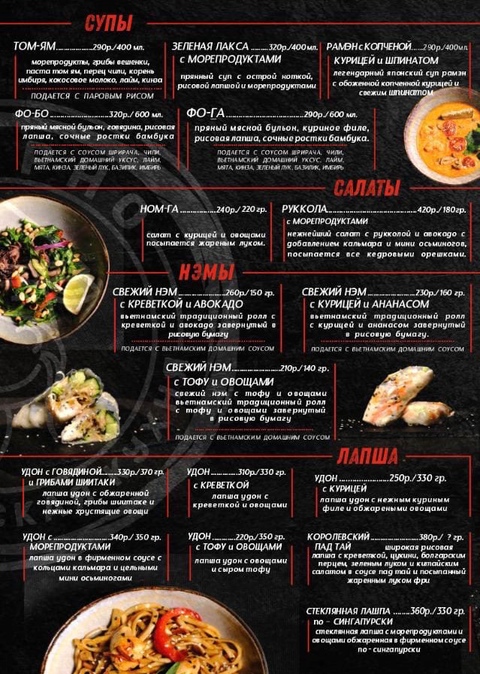 СУПЫ
ТОМ-ЯМ....................290р./400 мл.
морепродукты, грибы вешенки,
паста том ям, перец чили, корень
имбиря, кокосовое молоко, лайм, кинза
ПОДАЕТСЯ С ПАРОВЫМ РИСОМ
ЗЕЛЕНАЯ ЛАКСА .........320р./400мл.
с МОРЕПРОДУКТАМИ
пряный суп с острой ноткой,
рисовой лапшой и морепродуктами
РАМЭН с КОПЧЕНОЙ.......290р./400мл.
КУРИЦЕЙ и ШПИНАТОМ
легендарный японский суп рамэн
с обожженной копченной курицей и
свежим шпинатом
ФО-БО .......................320р./ 600 мл.
пряный мясной бульон, говядина, рисовая
лапша, сочные ростки бамбука
ПОДАЕТСЯ С СОУСОМ ШРИРАЧА, ЧИЛИ,
ВЬЕТНАМСКИЙ ДОМАШНИЙ УКСУС, ЛАЙМ,
МЯТА, КИНЗА, ЗЕЛЕНЫЙ ЛУК, БАЗИЛИК, ИМБИРЬ
ФО-ГА .......................290р./ 600 мл.
пряный мясной бульон, куриное филе,
рисовая лапша, сочные ростки бамбука.
ПОДАЕТСЯ С СОУСОМ ШРИРАЧА, ЧИЛИ,
ВЬЕТНАМСКИЙ ДОМАШНИЙ УКСУС, ЛАЙМ,
МЯТА, КИНЗА, ЗЕЛЕНЫЙ ЛУК, БАЗИЛИК, ИМБИРЬ
САЛАТЫ
НОМ-ГА ....................240р./ 220 гр.
салат с курицей и овощами
посыпается жареным луком.
РУККОЛА .............................420р./180гр.
с МОРЕПРОДУКТАМИ
нежнейший салат с рукколой и авокадо с
добавлением кальмара и мини осьминогов,
посыпается все кедровыми орешками.
НЭМЫ
СВЕЖИЙ НЭМ ..................260р./150 гр.
с КРЕВЕТКОЙ и АВОКАДО
вьетнамский традиционный ролл с
креветкой и авокадо завернутый в
рисовую бумагу
ПОДАЕТСЯ С ВЬЕТНАМСКИМ ДОМАШНИМ СОУСОМ
СВЕЖИЙ НЭМ ..................230р./160 гр.
с КУРИЦЕЙ и АНАНАСОМ
вьетнамский традиционный ролл
с курицей и ананасом завернутый
в рисовую бумагу.
ПОДАЕТСЯ С ВЬЕТНАМСКИМ ДОМАШНИМ СОУСОМ
СВЕЖИЙ НЭМ ..................210р./140 гр.
с ТОФУ и ОВОЩАМИ
свежий нэм с тофу и овощами
вьетнамский традиционный ролл
с тофу и овощами завернутый
в рисовую бумагу
ПОДАЕТСЯ С ВЬЕТНАМСКИМ ДОМАШНИМ СОУСОМ
ЛАПША
УДОН с ГОВЯДИНОЙ.......330р./370 гр.
и ГРИБАМИ ШИИТАКИ
лапша удон с обжаренной
говядиной, грибы шиитаке и
нежные хрустящие овощи
УДОН ..............310р./330 гр.
с КРЕВЕТКОЙ
лапша удон с
креветкой и овощами
УДОН ....................250р./330 гр.
с КУРИЦЕЙ
лапша удон с нежным куриным
филе и обжареными овощами
УДОН с ......................340р./ 350 гр.
МОРЕПРОДУКТАМИ
лапша удон в фирменном соусе с
кольцами кальмара и цельными
мини осьминогами
УДОН..............220р./350 гр.
с ТОФУ и ОВОЩАМИ
лапша удон с овощами
и сыром тофу
КОРОЛЕВСКИЙ ....................380р./ ? гр.
ПАД ТАЙ широкая рисовая
лапша с креветкой, цукини, болгарским
перцем, зеленым луком и китайским
салатом в соусе пад тай и посыпанный
жаренным луком фри
СТЕКЛЯННАЯ ЛАПША ........360р./330 гр.
по - СИНГАПУРСКИ
стеклянная лапша с морепродуктами и
овощами обжаренная в фирменном соусе
по - сингапурски